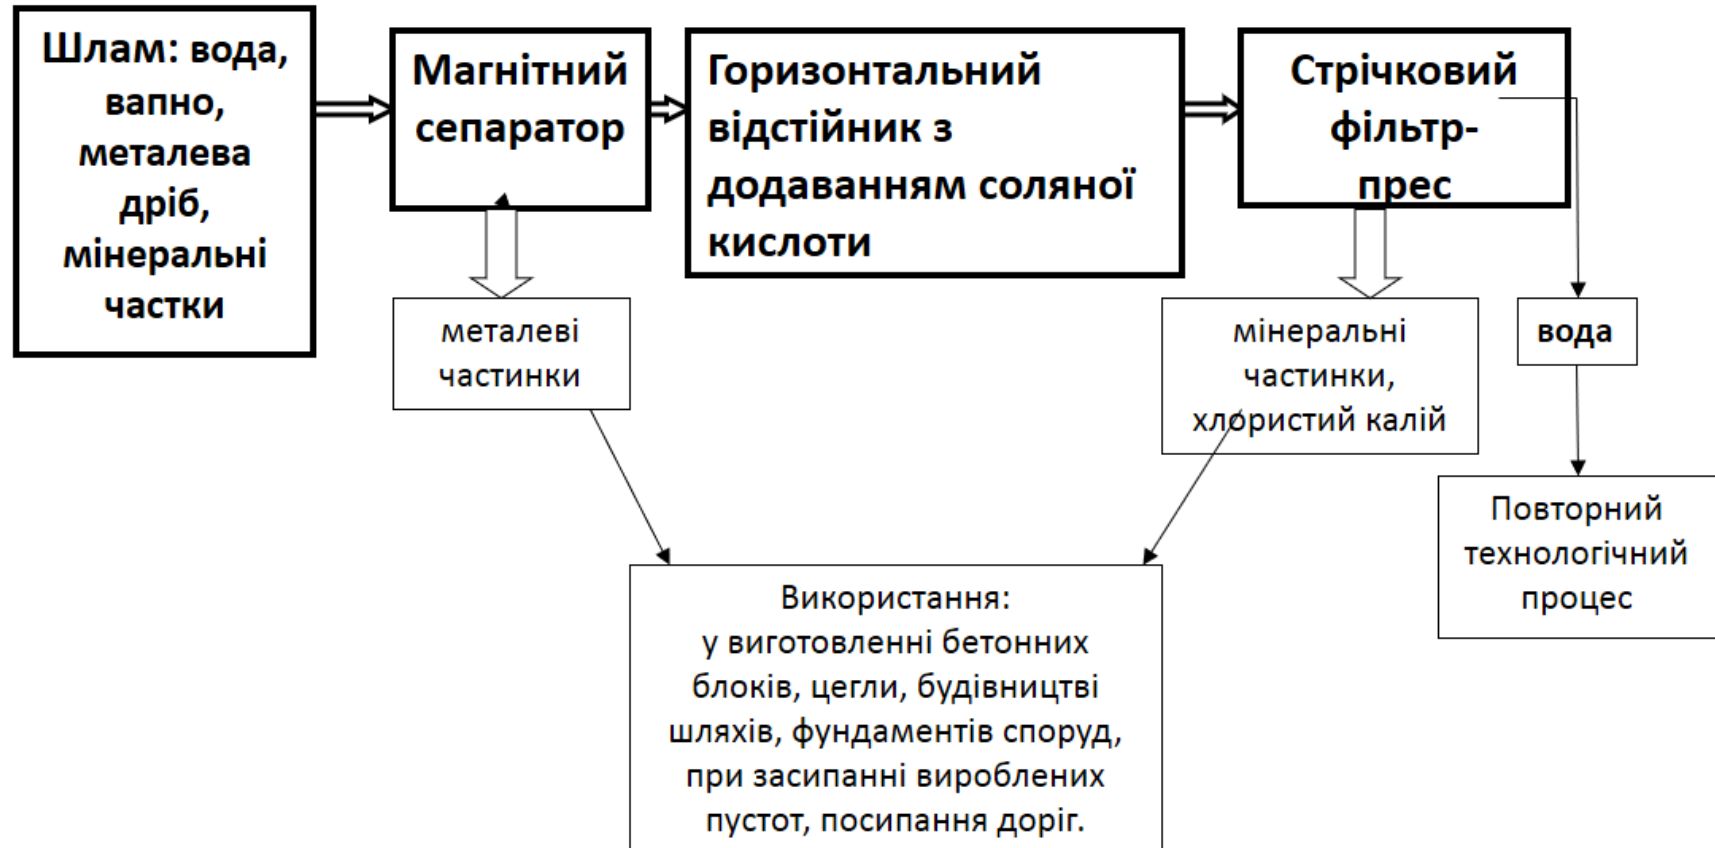 Шлам: вода,
вапно,
металева
дріб,
мінеральні
частки
Магнітний
сепаратор
Горизонтальний
відстійник з
додаванням соляної
кислоти
Стрічковий
фільтр-
прес
металеві
частинки
мінеральні
частинки,
хлористий калій
вода
Повторний
технологічний
процес
Використання:
у виготовленні бетонних
блоків, цегли, будівництві
шляхів, фундаментів споруд,
при засипанні вироблених
пустот, посипання доріг.